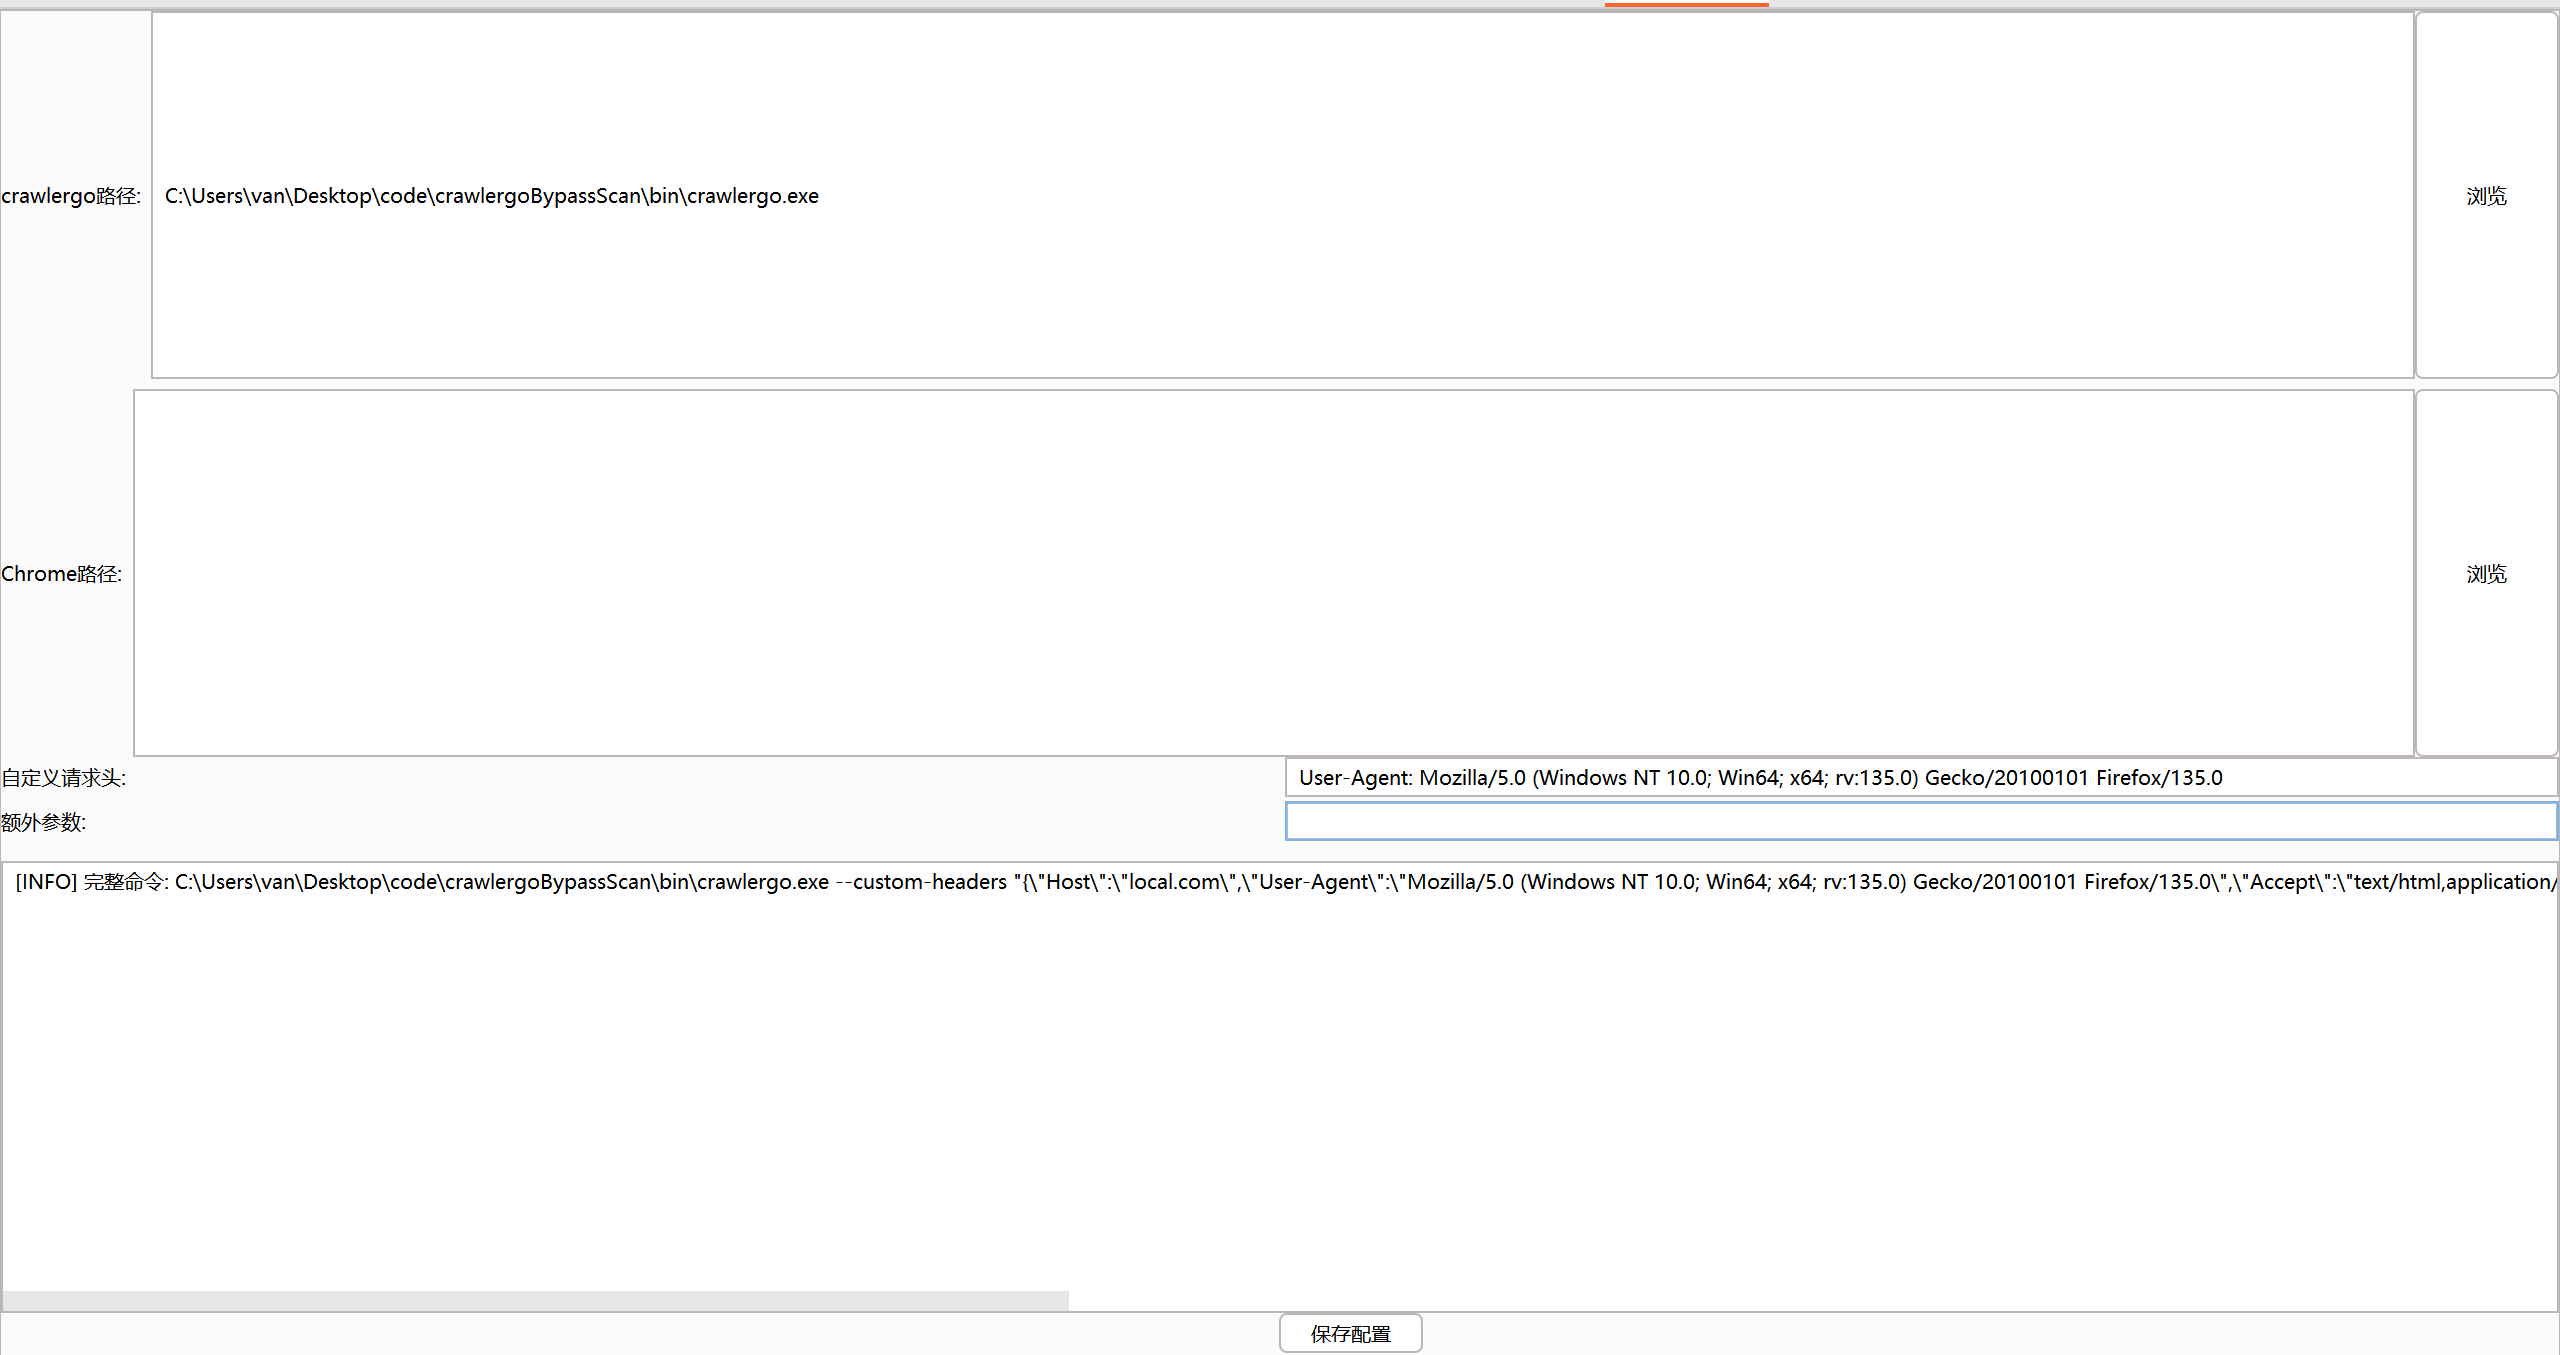 crawlergo路径: C:\Users\van\Desktop\code\crawlergoBypassScan\bin\crawlergo.exe 浏览
Chrome路径: 浏览
自定义请求头: User-Agent: Mozilla/5.0 (Windows NT 10.0; Win64; x64; rv:135.0) Gecko/20100101 Firefox/135.0
额外参数:
[INFO] 完整命令: C:\Users\van\Desktop\code\crawlergoBypassScan\bin\crawlergo.exe --custom-headers "{\"Host\":\"local.com\",\"User-Agent\":\"Mozilla/5.0 (Windows NT 10.0; Win64; x64; rv:135.0) Gecko/20100101 Firefox/135.0\",\"Accept\":\"text/html,application/
保存配置